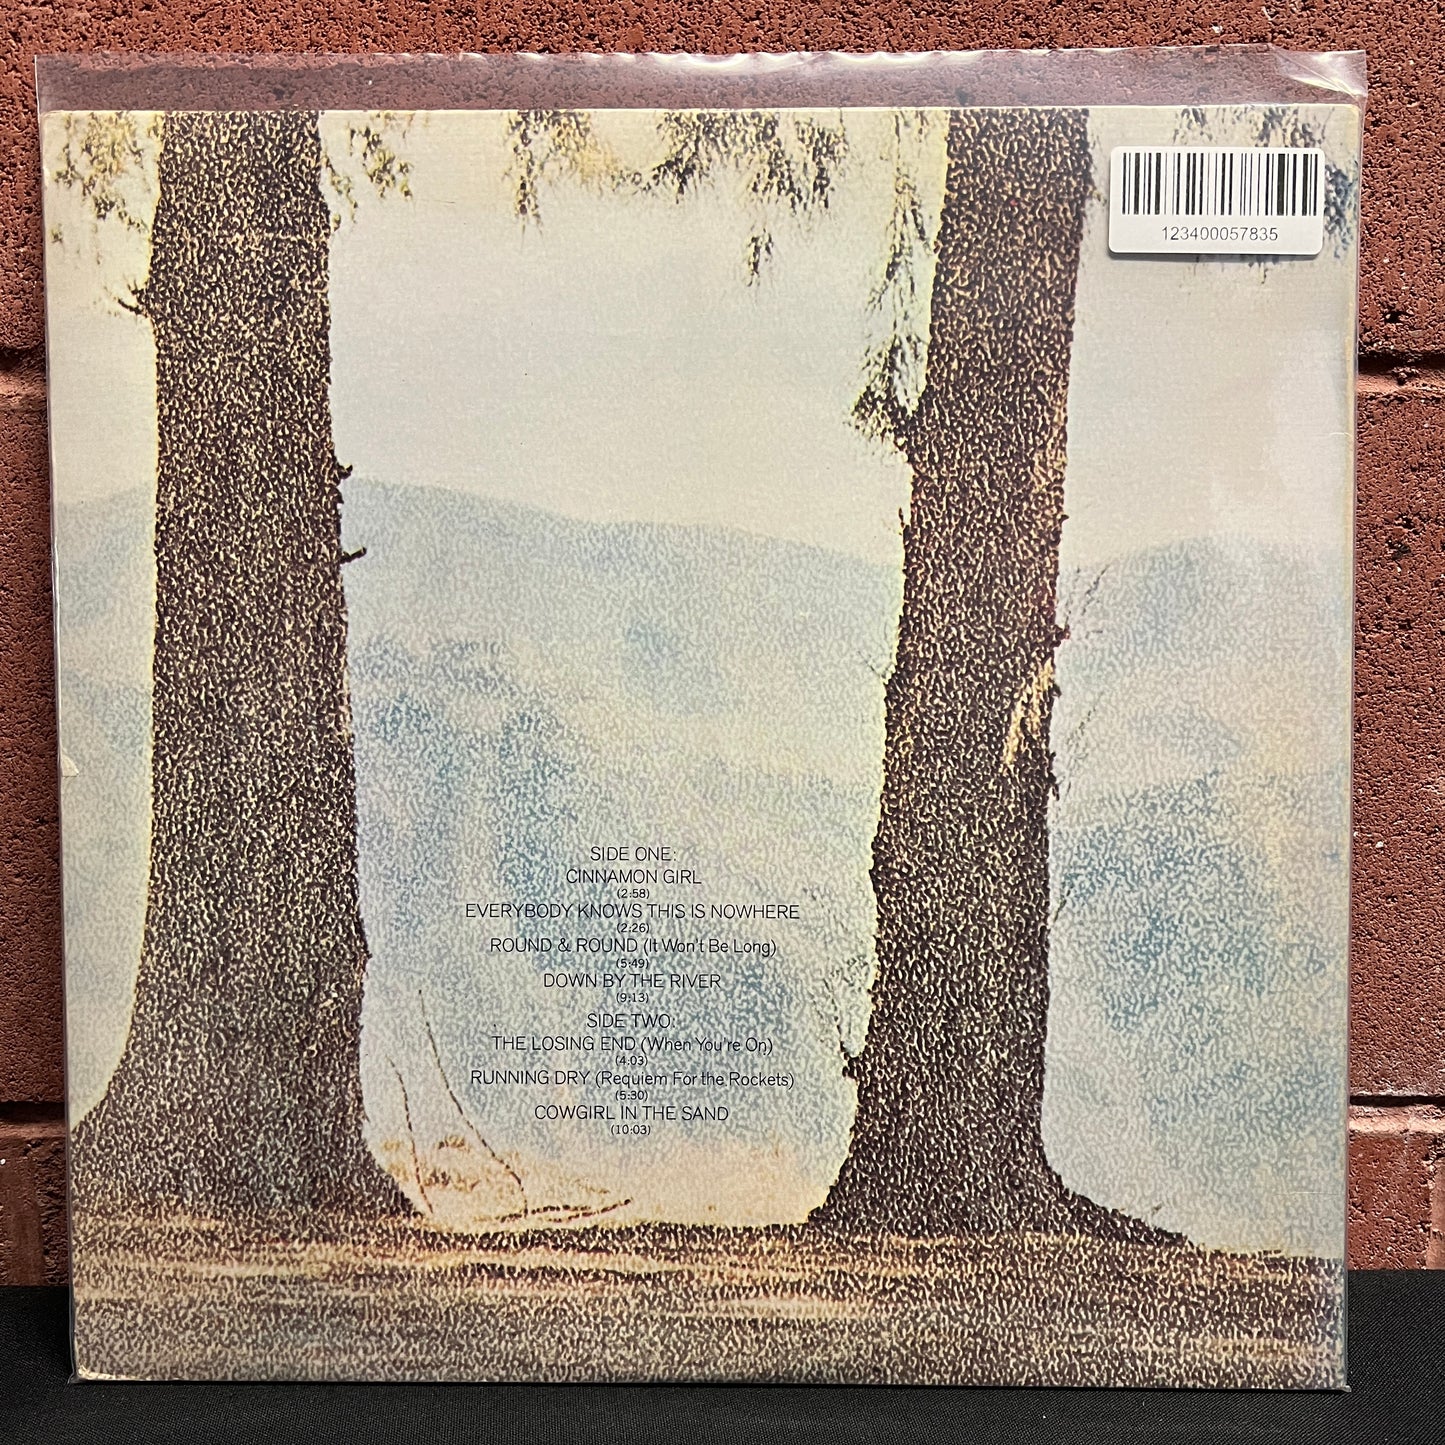 123400057835
SIDE ONE:
CINNAMON GIRL
(2:58)
EVERYBODY KNOWS THIS IS NOWHERE
(2:26)
ROUND & ROUND (It Won't Be Long)
(5:49)
DOWN BY THE RIVER
(9:13)
SIDE TWO:
THE LOSING END (When You're On)
(4:03)
RUNNING DRY (Requiem For the Rockets)
(5:30)
COWGIRL IN THE SAND
(10:03)